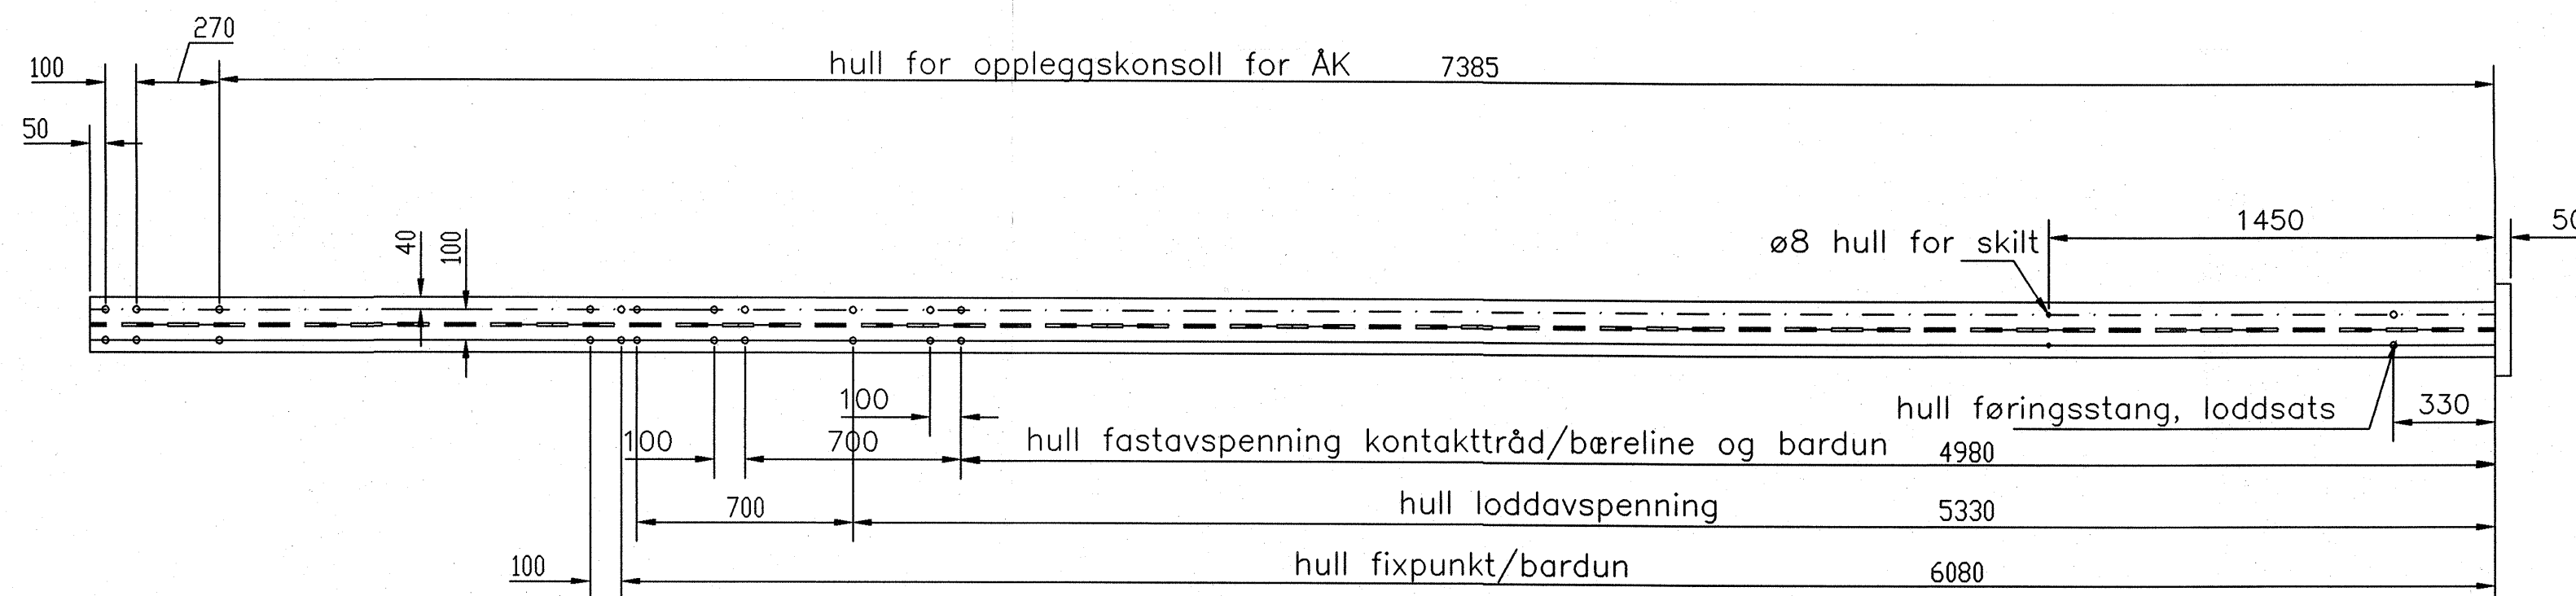 270
100
hull for oppleggskonsoll for ÅK 7385
50
40
100
1450
50
ø8 hull for skilt
100
hull føringsstang, loddsats
330
100
700
hull fastavspenning kontakttråd/bæreline og bardun 4980
700
hull loddavspenning 5330
100
hull fixpunkt/bardun 6080